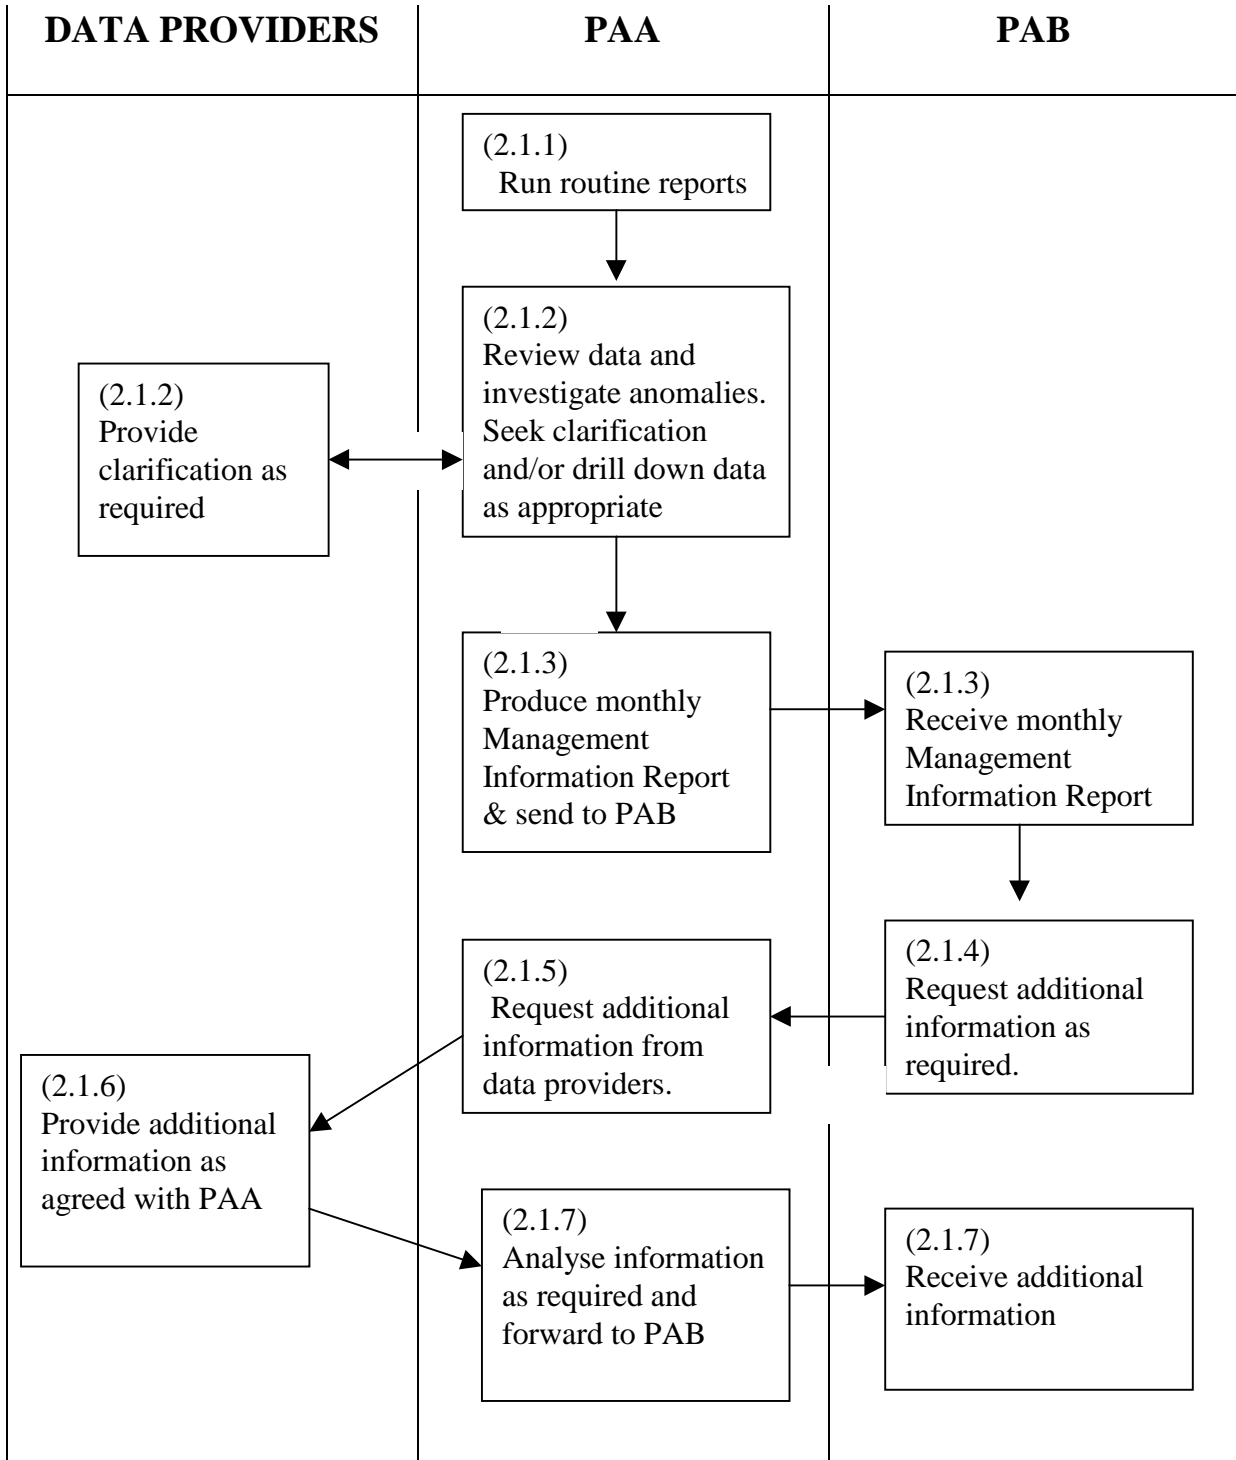 DATA PROVIDERS
PAA
PAB
(2.1.1)
Run routine reports
(2.1.2)
Review data and
investigate anomalies.
Seek clarification
and/or drill down data
as appropriate
(2.1.2)
Provide
clarification as
required
(2.1.3)
Produce monthly
Management
Information Report
& send to PAB
(2.1.3)
Receive monthly
Management
Information Report
(2.1.4)
Request additional
information as
required.
(2.1.5)
Request additional
information from
data providers.
(2.1.6)
Provide additional
information as
agreed with PAA
(2.1.7)
Analyse information
as required and
forward to PAB
(2.1.7)
Receive additional
information